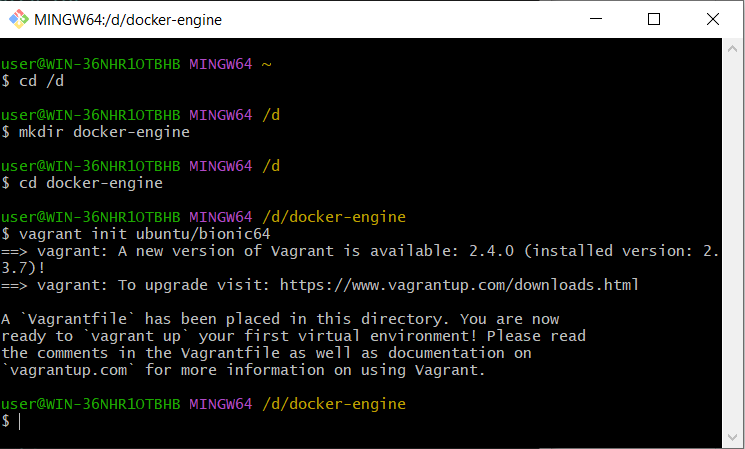 MINGW64:/d/docker-engine
user@WIN-36NHR1OTBHB MINGW64 ~
$ cd /d
user@WIN-36NHR1OTBHB MINGW64 /d
$ mkdir docker-engine
user@WIN-36NHR1OTBHB MINGW64 /d
$ cd docker-engine
user@WIN-36NHR1OTBHB MINGW64 /d/docker-engine
$ vagrant init ubuntu/bionic64
==> vagrant: A new version of Vagrant is available: 2.4.0 (installed version: 2.
3.7)!
==> vagrant: To upgrade visit: https://www.vagrantup.com/downloads.html
A `Vagrantfile` has been placed in this directory. You are now
ready to `vagrant up` your first virtual environment! Please read
the comments in the Vagrantfile as well as documentation on
`vagrantup.com` for more information on using Vagrant.
user@WIN-36NHR1OTBHB MINGW64 /d/docker-engine
$